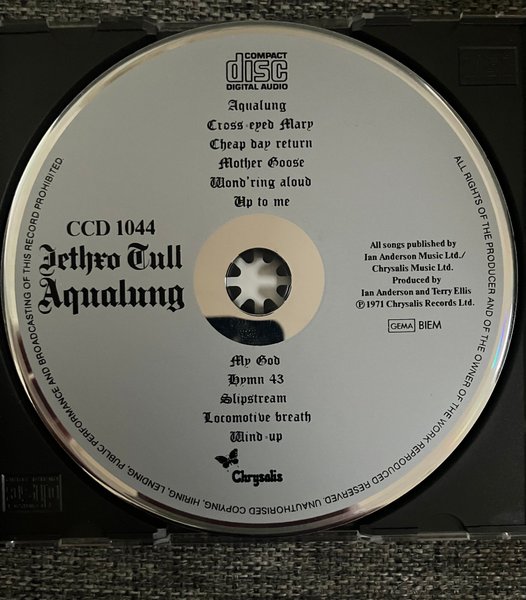 COMPACT
disc
DIGITAL AUDIO
Aqualung
Cross-eyed Mary
Cheap day return
Mother Goose
Wond'ring aloud
Up to me
CCD 1044
Jethro Tull
Aqualung
All songs published by
Ian Anderson Music Ltd./
Chrysalis Music Ltd.
Produced by
Ian Anderson and Terry Ellis
Ⓟ 1971 Chrysalis Records Ltd.
GEMA BIEM
My God
Hymn 43
Slipstream
Locomotive breath
Wind-up
Chrysalis
ALL RIGHTS OF THE PRODUCER AND OF THE OWNER OF THE WORK REPRODUCED RESERVED. UNAUTHORISED COPYING, HIRING, LENDING, PUBLIC PERFORMANCE AND BROADCASTING OF THIS RECORD PROHIBITED.
disc